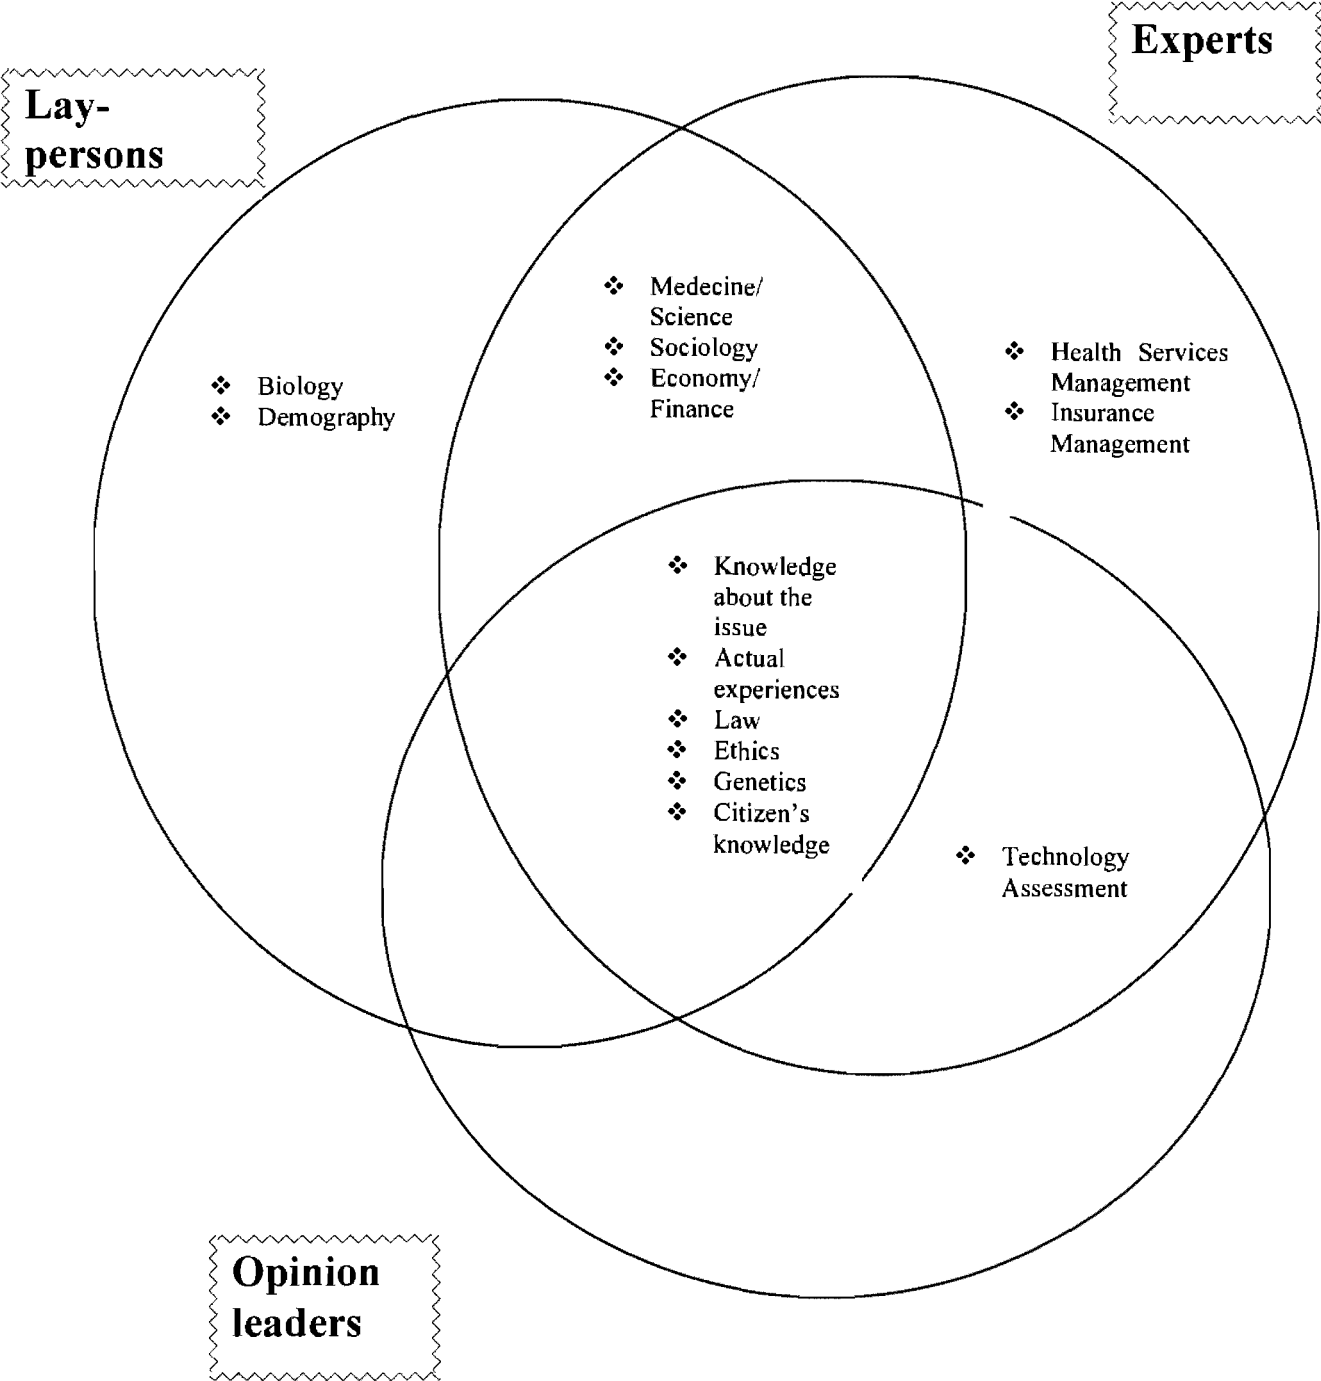 Experts
Lay-
persons
❖ Medecine/
Science
❖ Sociology
❖ Economy/
Finance
❖ Health Services
Management
❖ Insurance
Management
❖ Biology
❖ Demography
❖ Knowledge
about the
issue
❖ Actual
experiences
❖ Law
❖ Ethics
❖ Genetics
❖ Citizen's
knowledge
❖ Technology
Assessment
Opinion
leaders